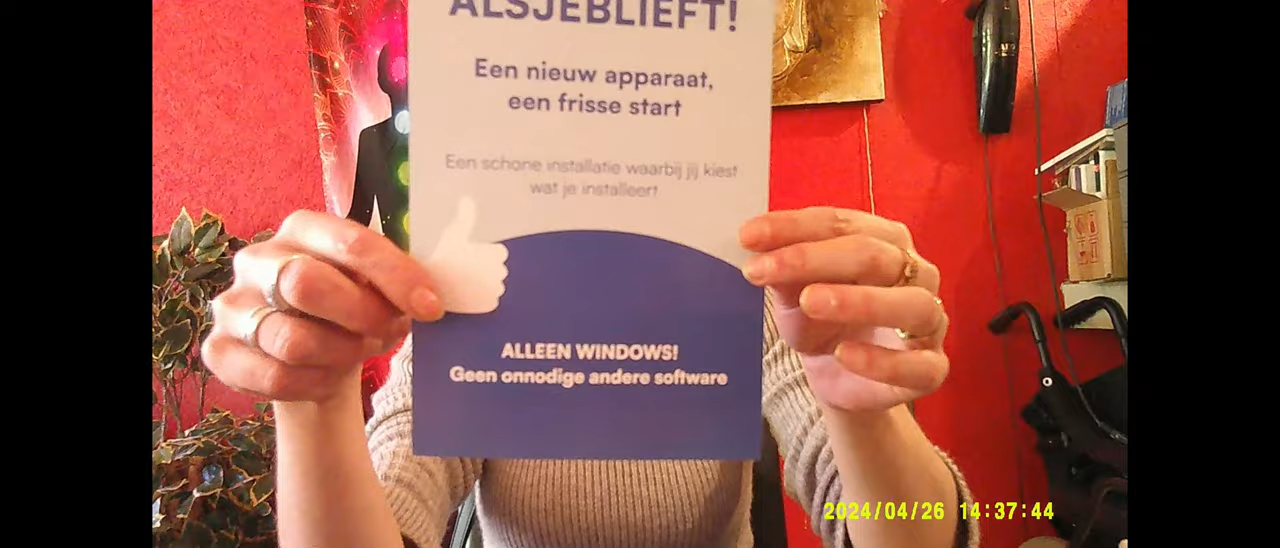 ALSJEBLIEFT!
Een nieuw apparaat,
een frisse start
Een schone installatie waarbij jij kiest
wat je installeert
ALLEEN WINDOWS!
Geen onnodige andere software
2024/04/26 14:37:44